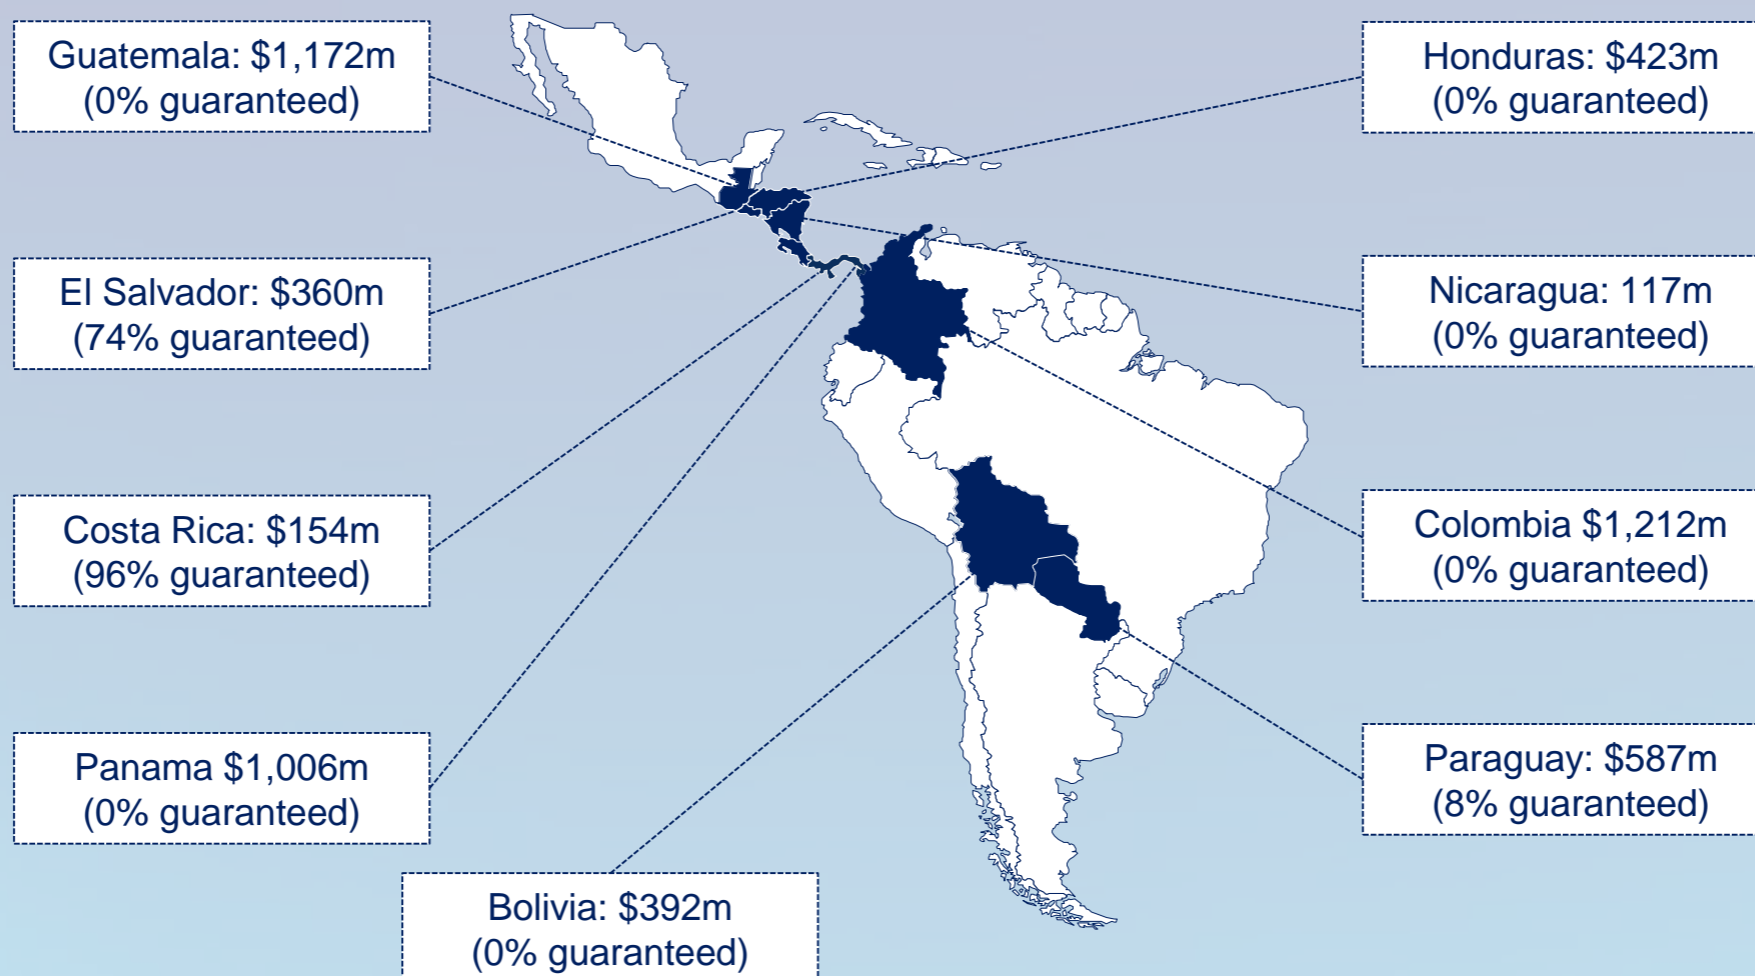 Guatemala: $1,172m
(0% guaranteed)
Honduras: $423m
(0% guaranteed)
El Salvador: $360m
(74% guaranteed)
Nicaragua: 117m
(0% guaranteed)
Costa Rica: $154m
(96% guaranteed)
Colombia $1,212m
(0% guaranteed)
Panama $1,006m
(0% guaranteed)
Paraguay: $587m
(8% guaranteed)
Bolivia: $392m
(0% guaranteed)